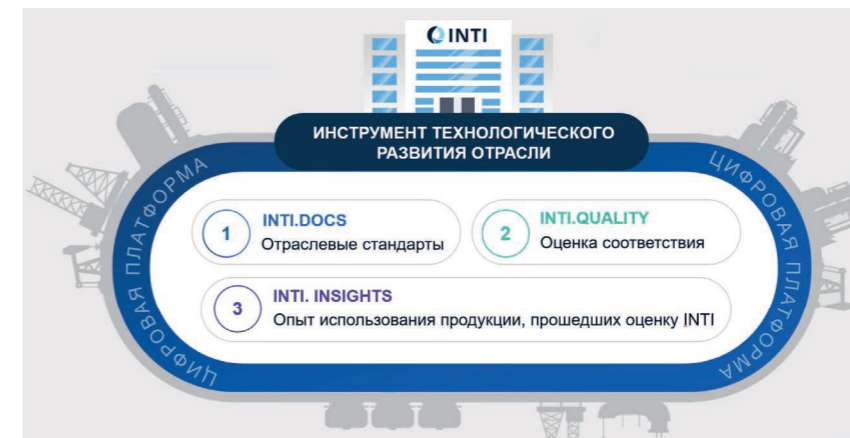 INTI
ИНСТРУМЕНТ ТЕХНОЛОГИЧЕСКОГО
РАЗВИТИЯ ОТРАСЛИ
ЦИФРОВАЯ ПЛАТФОРМА
ЦИФРОВАЯ ПЛАТФОРМА
1
INTI.DOCS
Отраслевые стандарты
2
INTI.QUALITY
Оценка соответствия
3
INTI. INSIGHTS
Опыт использования продукции, прошедших оценку INTI